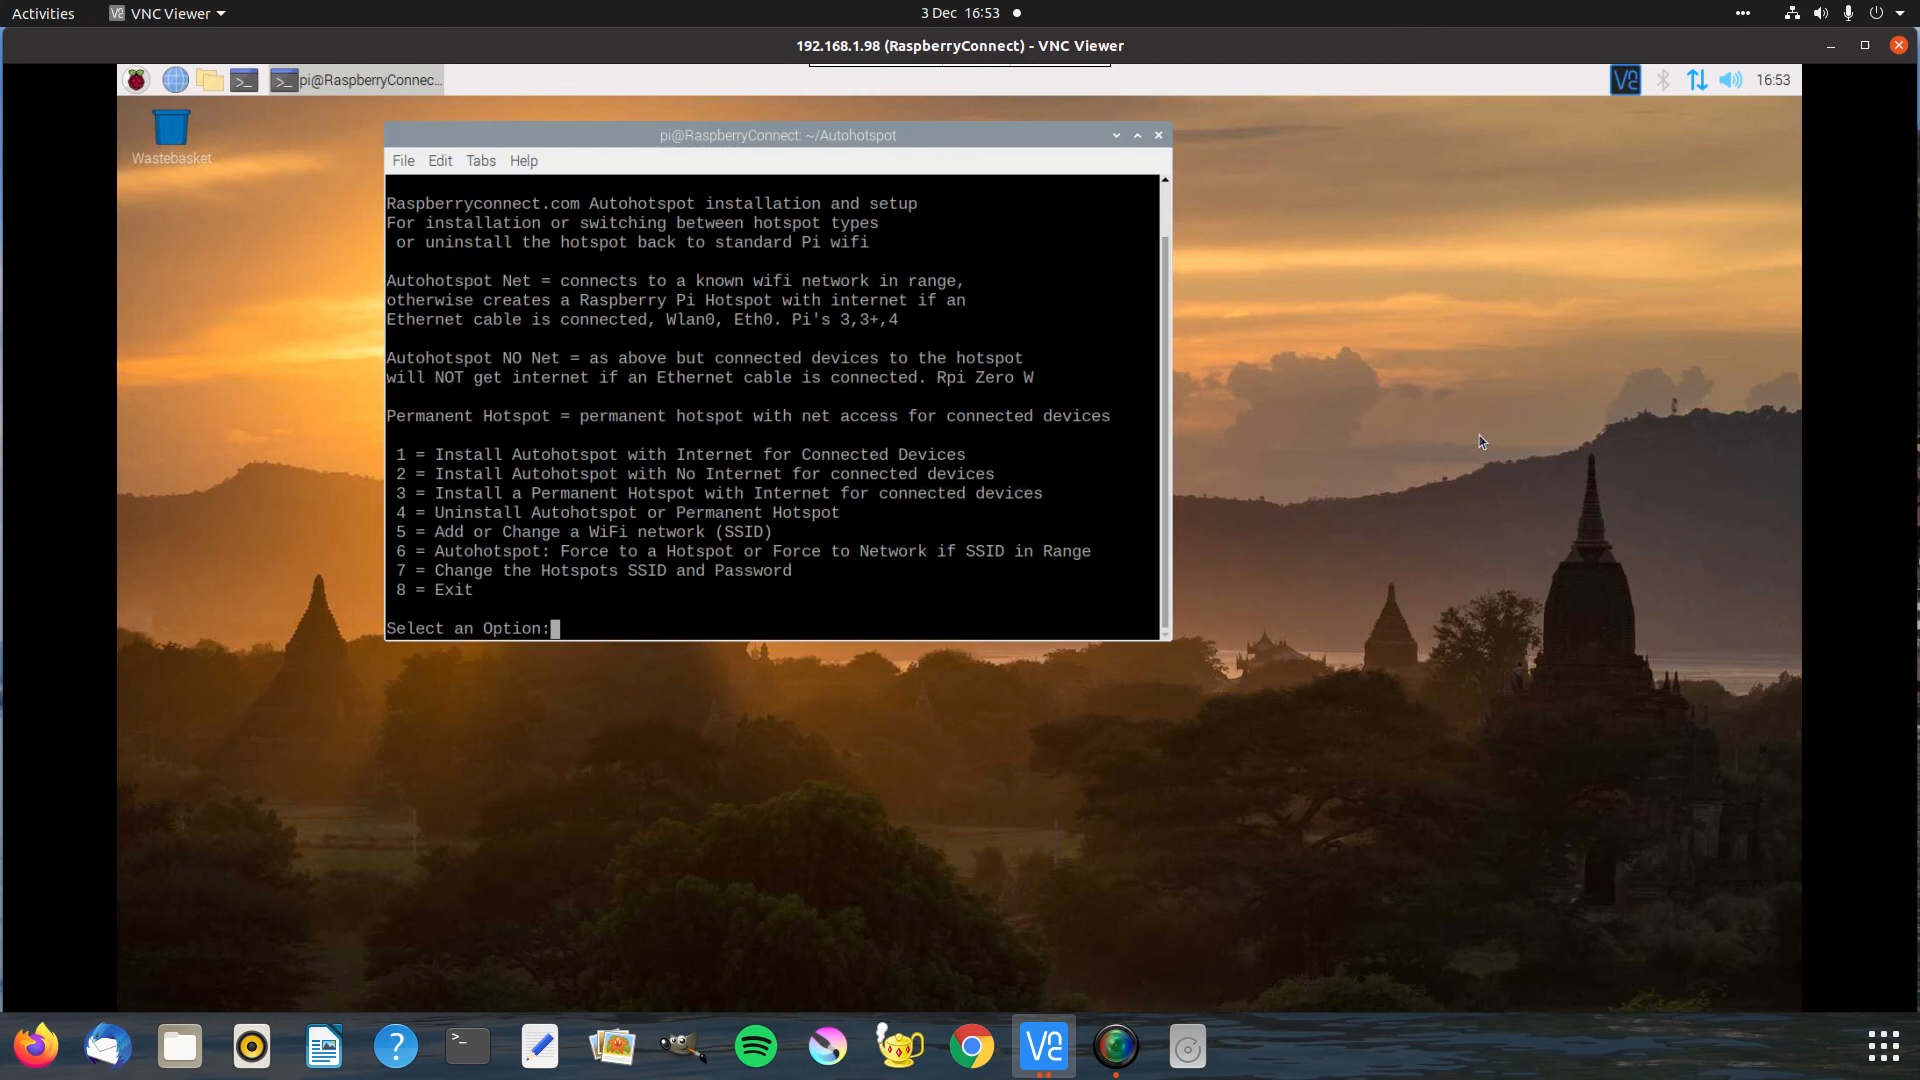 Activities
VNC Viewer
3 Dec 16:53
192.168.1.98 (RaspberryConnect) - VNC Viewer
pi@RaspberryConnec...
16:53
Wastebasket
pi@RaspberryConnect: ~/Autohotspot
File Edit Tabs Help
Raspberryconnect.com Autohotspot installation and setup
For installation or switching between hotspot types
or uninstall the hotspot back to standard Pi wifi
Autohotspot Net = connects to a known wifi network in range,
otherwise creates a Raspberry Pi Hotspot with internet if an
Ethernet cable is connected, Wlan0, Eth0. Pi's 3,3+,4
Autohotspot NO Net = as above but connected devices to the hotspot
will NOT get internet if an Ethernet cable is connected. Rpi Zero W
Permanent Hotspot = permanent hotspot with net access for connected devices
1 = Install Autohotspot with Internet for Connected Devices
2 = Install Autohotspot with No Internet for connected devices
3 = Install a Permanent Hotspot with Internet for connected devices
4 = Uninstall Autohotspot or Permanent Hotspot
5 = Add or Change a WiFi network (SSID)
6 = Autohotspot: Force to a Hotspot or Force to Network if SSID in Range
7 = Change the Hotspots SSID and Password
8 = Exit
Select an Option: